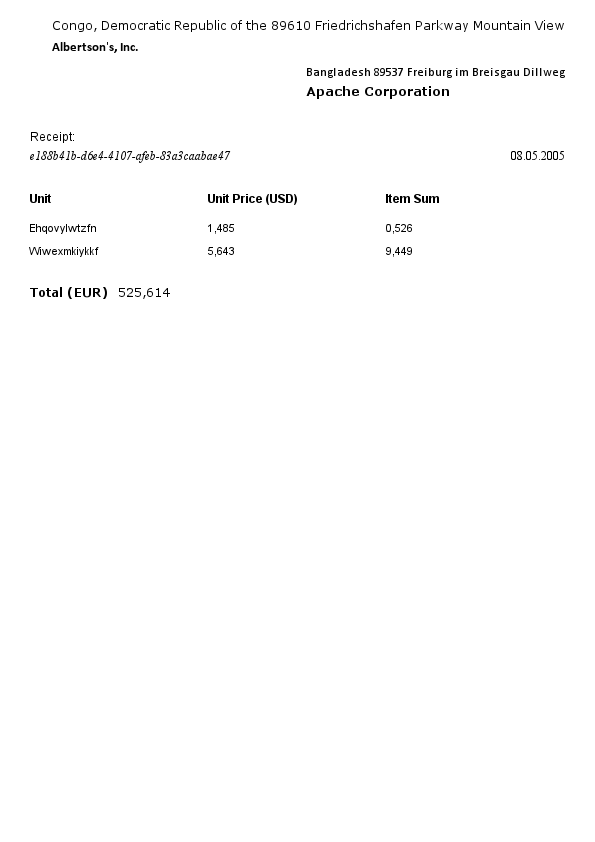 Congo, Democratic Republic of the 89610 Friedrichshafen Parkway Mountain View
Albertson's, Inc.
Bangladesh 89537 Freiburg im Breisgau Dillweg
Apache Corporation
Receipt:
e188b41b-d6e4-4107-afeb-83a3caabae47 08.05.2005
Unit Unit Price (USD) Item Sum
Ehqovylwtzfn 1,485 0,526
Wiwexmkiykkf 5,643 9,449
Total (EUR) 525,614